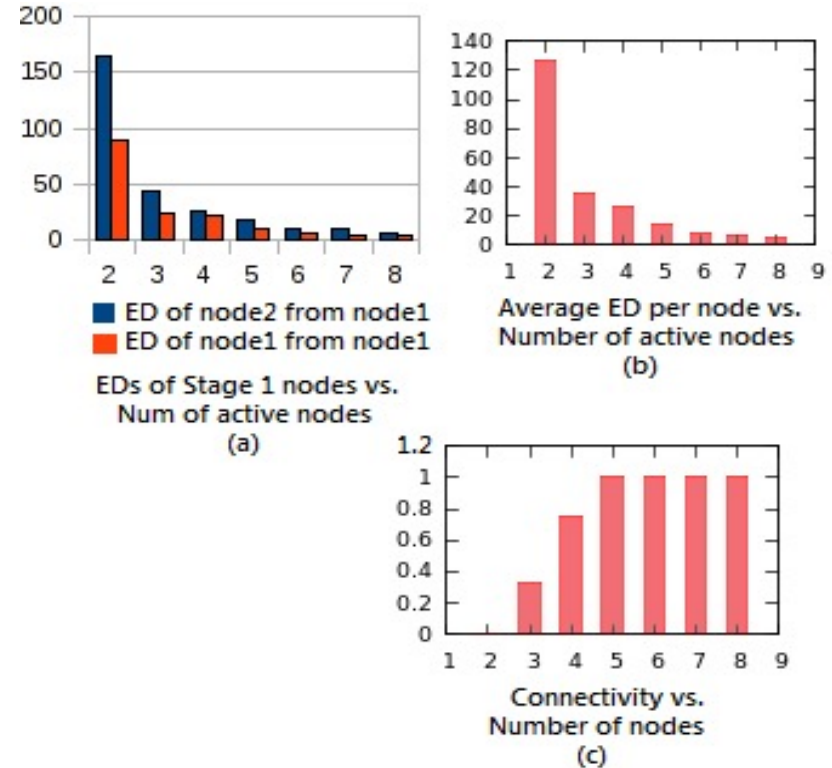 200
150
100
50
0
2 3 4 5 6 7 8
ED of node2 from node1
ED of node1 from node1
EDs of Stage 1 nodes vs.
Num of active nodes
(a)
140
120
100
80
60
40
20
0
1 2 3 4 5 6 7 8 9
Average ED per node vs.
Number of active nodes
(b)
1.2
1
0.8
0.6
0.4
0.2
0
1 2 3 4 5 6 7 8 9
Connectivity vs.
Number of nodes
(c)